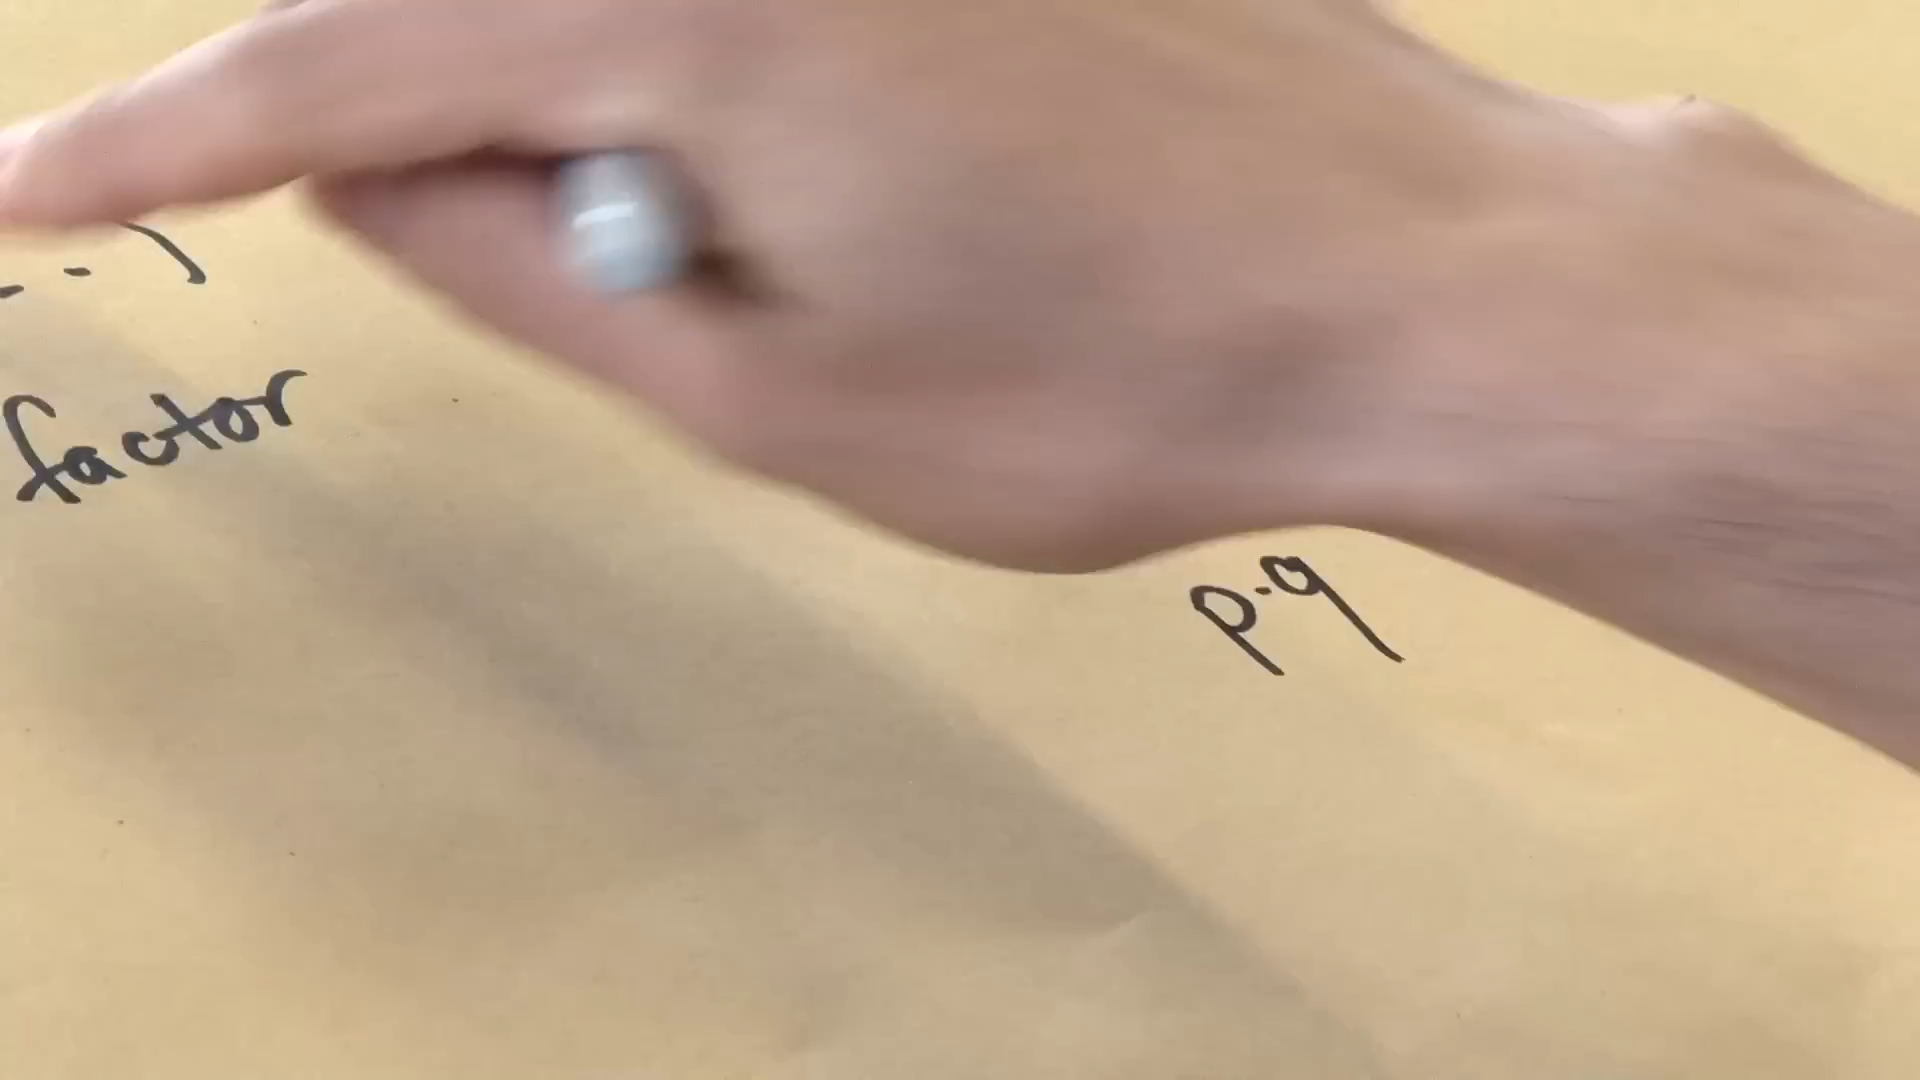 ..)
factor
p.q